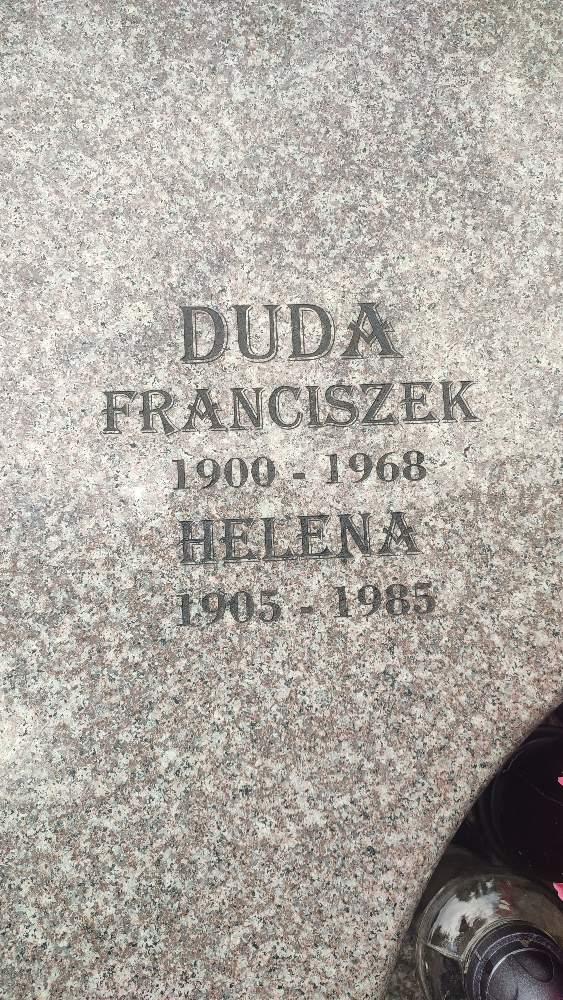 DUDA
FRANCISZEK
1900 - 1968
HELENA
1905 - 1985